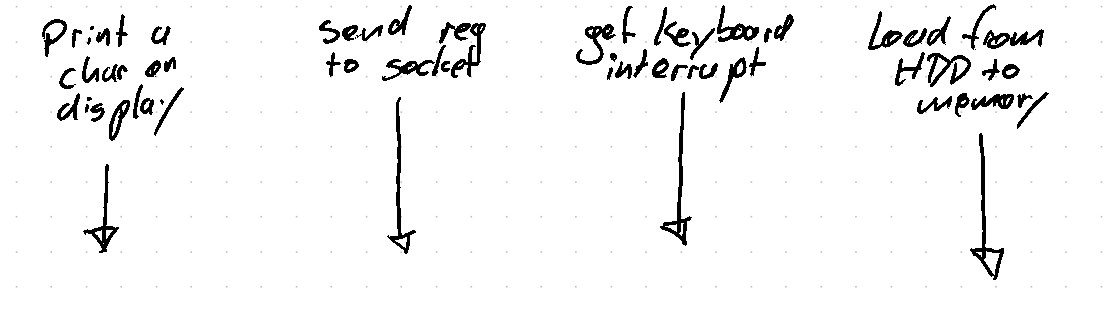 Print a
char on
display
send req
to socket
get keyboard
interrupt
Load from
HDD to
memory